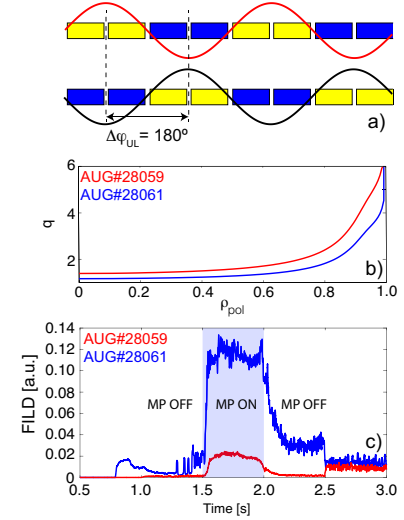 a)
Δφ_UL = 180º
AUG#28059
AUG#28061
b)
q
6
4
2
0 0.2 0.4 0.6 0.8 1.0
ρ_pol
AUG#28059
AUG#28061
FILD [a.u.]
0.14
0.12
0.10
0.08
0.06
0.04
0.02
0
MP OFF MP ON MP OFF
c)
0.5 1.0 1.5 2.0 2.5 3.0
Time [s]